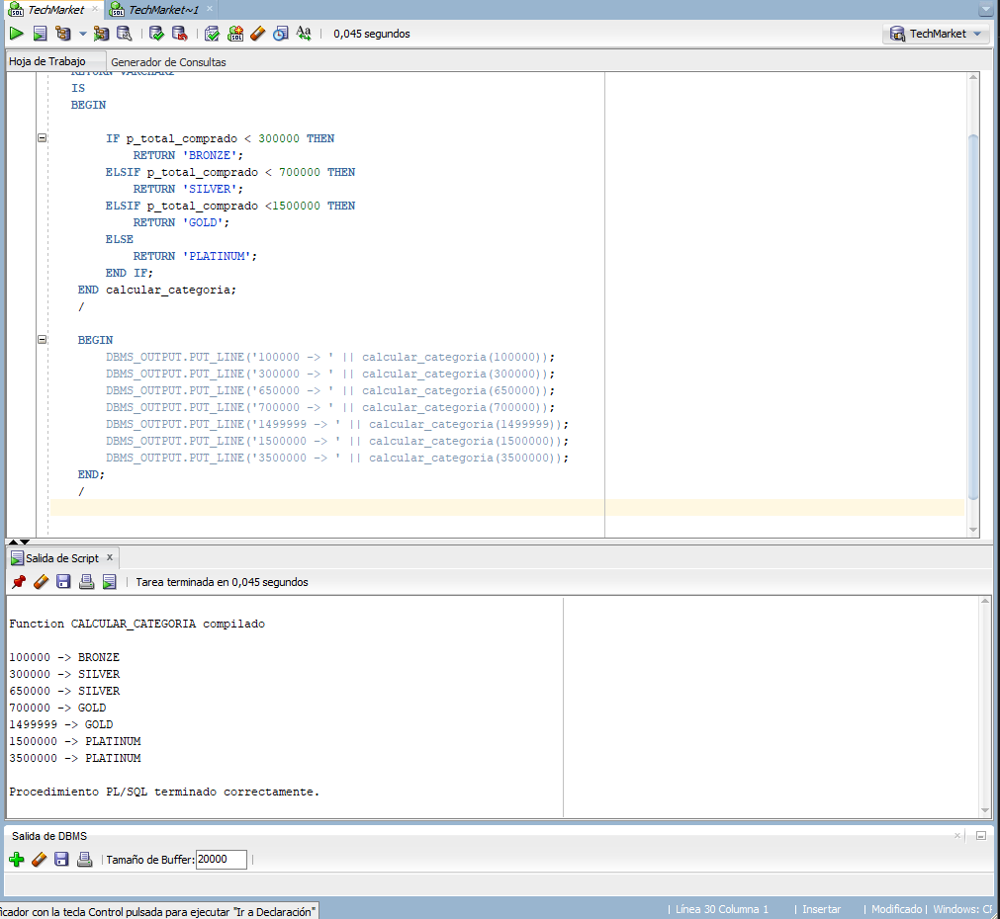 TechMarket
TechMarket~1
0,045 segundos
TechMarket
Hoja de Trabajo
Generador de Consultas
RETURN VARCHAR2
IS
BEGIN
IF p_total_comprado < 300000 THEN
RETURN 'BRONZE';
ELSIF p_total_comprado < 700000 THEN
RETURN 'SILVER';
ELSIF p_total_comprado <1500000 THEN
RETURN 'GOLD';
ELSE
RETURN 'PLATINUM';
END IF;
END calcular_categoria;
/
BEGIN
DBMS_OUTPUT.PUT_LINE('100000 -> ' || calcular_categoria(100000));
DBMS_OUTPUT.PUT_LINE('300000 -> ' || calcular_categoria(300000));
DBMS_OUTPUT.PUT_LINE('650000 -> ' || calcular_categoria(650000));
DBMS_OUTPUT.PUT_LINE('700000 -> ' || calcular_categoria(700000));
DBMS_OUTPUT.PUT_LINE('1499999 -> ' || calcular_categoria(1499999));
DBMS_OUTPUT.PUT_LINE('1500000 -> ' || calcular_categoria(1500000));
DBMS_OUTPUT.PUT_LINE('3500000 -> ' || calcular_categoria(3500000));
END;
/
Salida de Script x
Tarea terminada en 0,045 segundos
Function CALCULAR_CATEGORIA compilado
100000 -> BRONZE
300000 -> SILVER
650000 -> SILVER
700000 -> GOLD
1499999 -> GOLD
1500000 -> PLATINUM
3500000 -> PLATINUM
Procedimiento PL/SQL terminado correctamente.
Salida de DBMS
Tamaño de Buffer: 20000
ficador con la tecla Control pulsada para ejecutar "Ir a Declaración"
Línea 30 Columna 1
Insertar
Modificado
Windows: CF